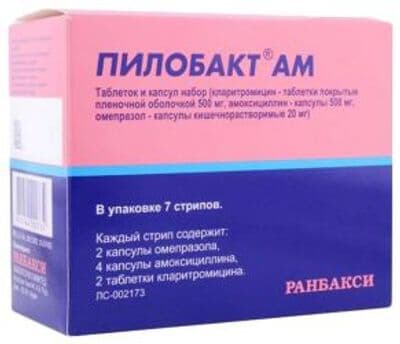 ПИЛОБАКТ® АМ
Таблеток и капсул набор (кларитромицин - таблетки покрытые
пленочной оболочкой 500 мг, амоксициллин - капсулы 500 мг,
омепразол - капсулы кишечнорастворимые 20 мг)
В упаковке 7 стрипов.
Каждый стрип содержит:
2 капсулы омепразола,
4 капсулы амоксициллина,
2 таблетки кларитромицина.
ЛС-002173
РАНБАКСИ